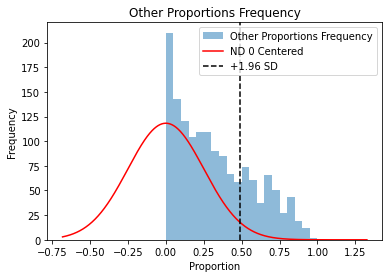 Other Proportions Frequency
Other Proportions Frequency
ND 0 Centered
+1.96 SD
Frequency
200
175
150
125
100
75
50
25
0
−0.75 −0.50 −0.25 0.00 0.25 0.50 0.75 1.00 1.25
Proportion